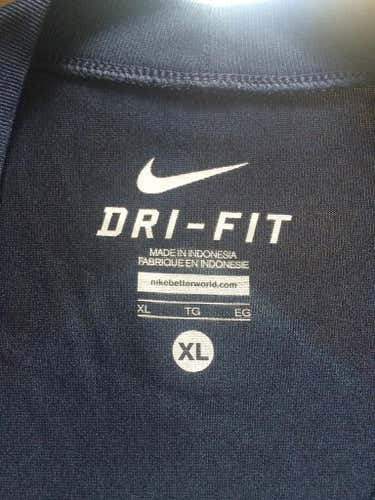 DRI-FIT
MADE IN INDONESIA
FABRIQUE EN INDONESIE
nikebetterworld.com
XL TG EG
XL